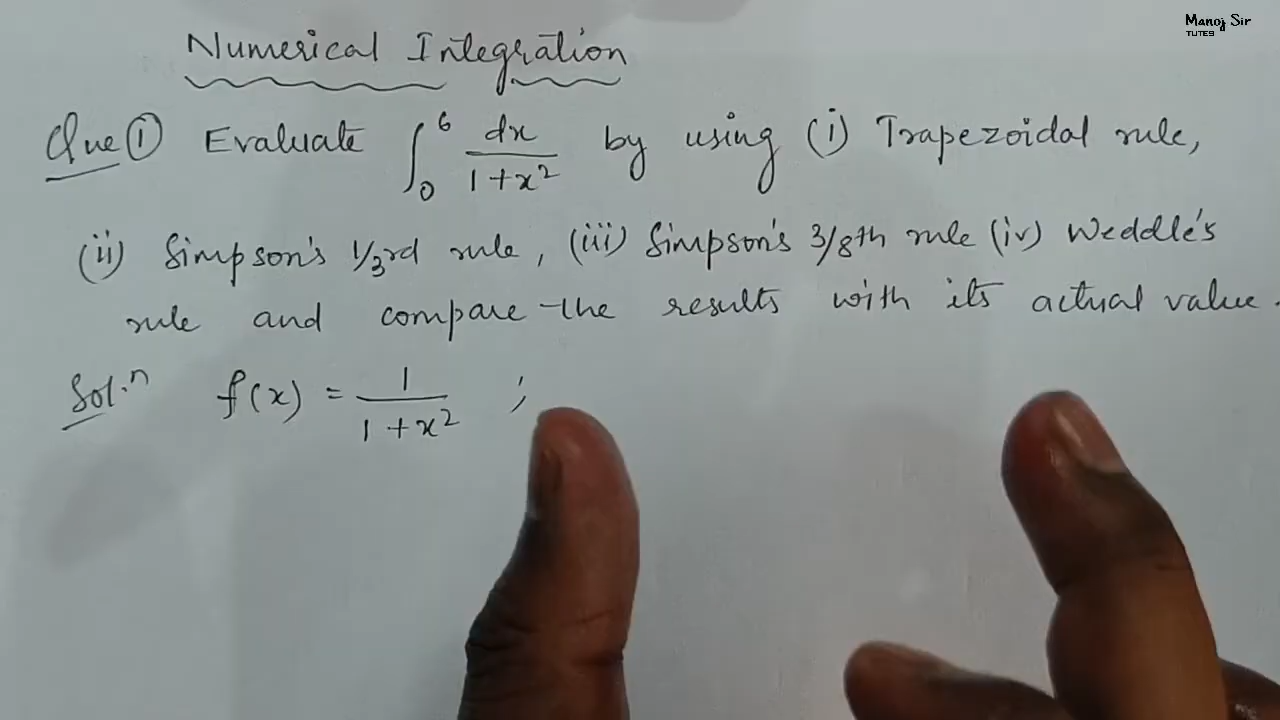 Manoj Sir
TUTES
Numerical Integration
Que ① Evaluate ∫₀⁶ dx/(1+x²) by using (i) Trapezoidal rule,
(ii) Simpson's 1/3rd rule, (iii) Simpson's 3/8th rule (iv) Weddle's
rule and compare the results with its actual value.
Sol.n f(x) = 1/(1+x²) ;